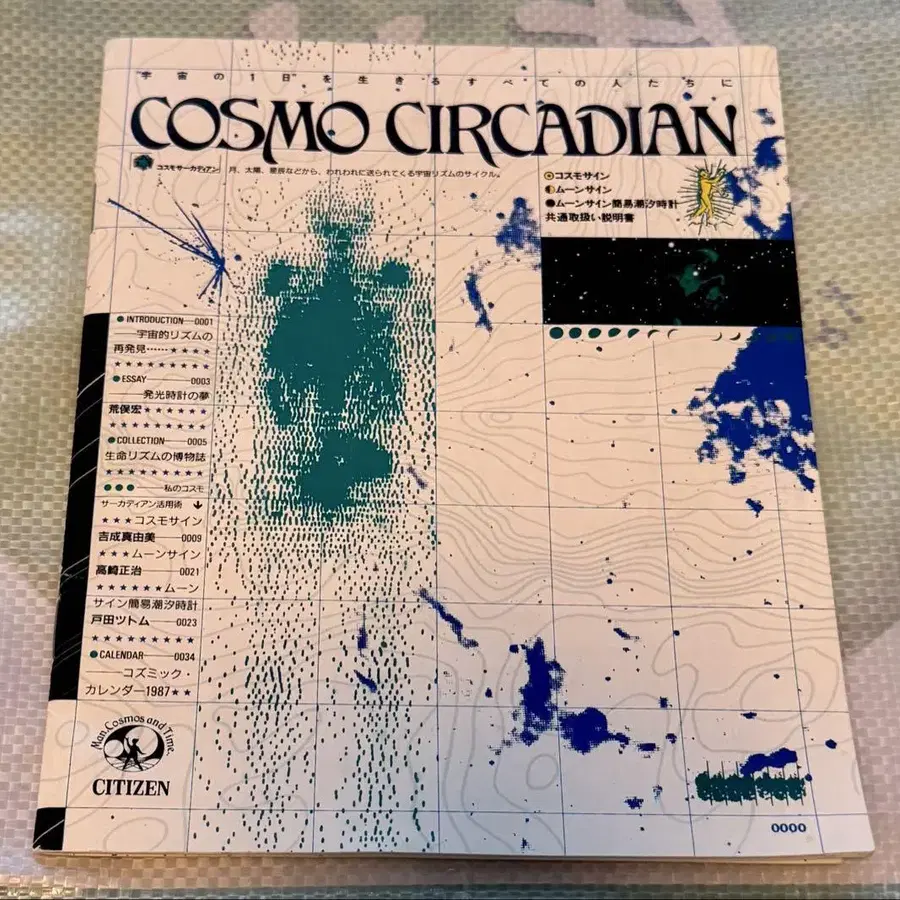 "宇宙の1日"を生きるすべての人たちに
COSMO CIRCADIAN
コスモサーカディアン 月、太陽、星辰などから、われわれに送られてくる宇宙リズムのサイクル。
コスモサイン
ムーンサイン
ムーンサイン簡易潮汐時計
共通取扱い説明書
●INTRODUCTION—0001
宇宙的リズムの
再発見……★★★★
★★★★★★★★★
●ESSAY——0003
発光時計の夢
荒俣宏★★★★★★
★★★★★★★★★
●COLLECTION—0005
生命リズムの博物誌
★★★★★★★★★
●●●私のコスモ
サーカディアン活用術↓
★★★コスモサイン
吉成真由美—0009
★★★ムーンサイン
高崎正治—0021
★★★★★★ムーン
サイン簡易潮汐時計
戸田ツトム—0023
★★★★★★★★★
●CALENDAR—0034
コズミック・
カレンダー1987★★
Man, Cosmos and Time.
CITIZEN
0000